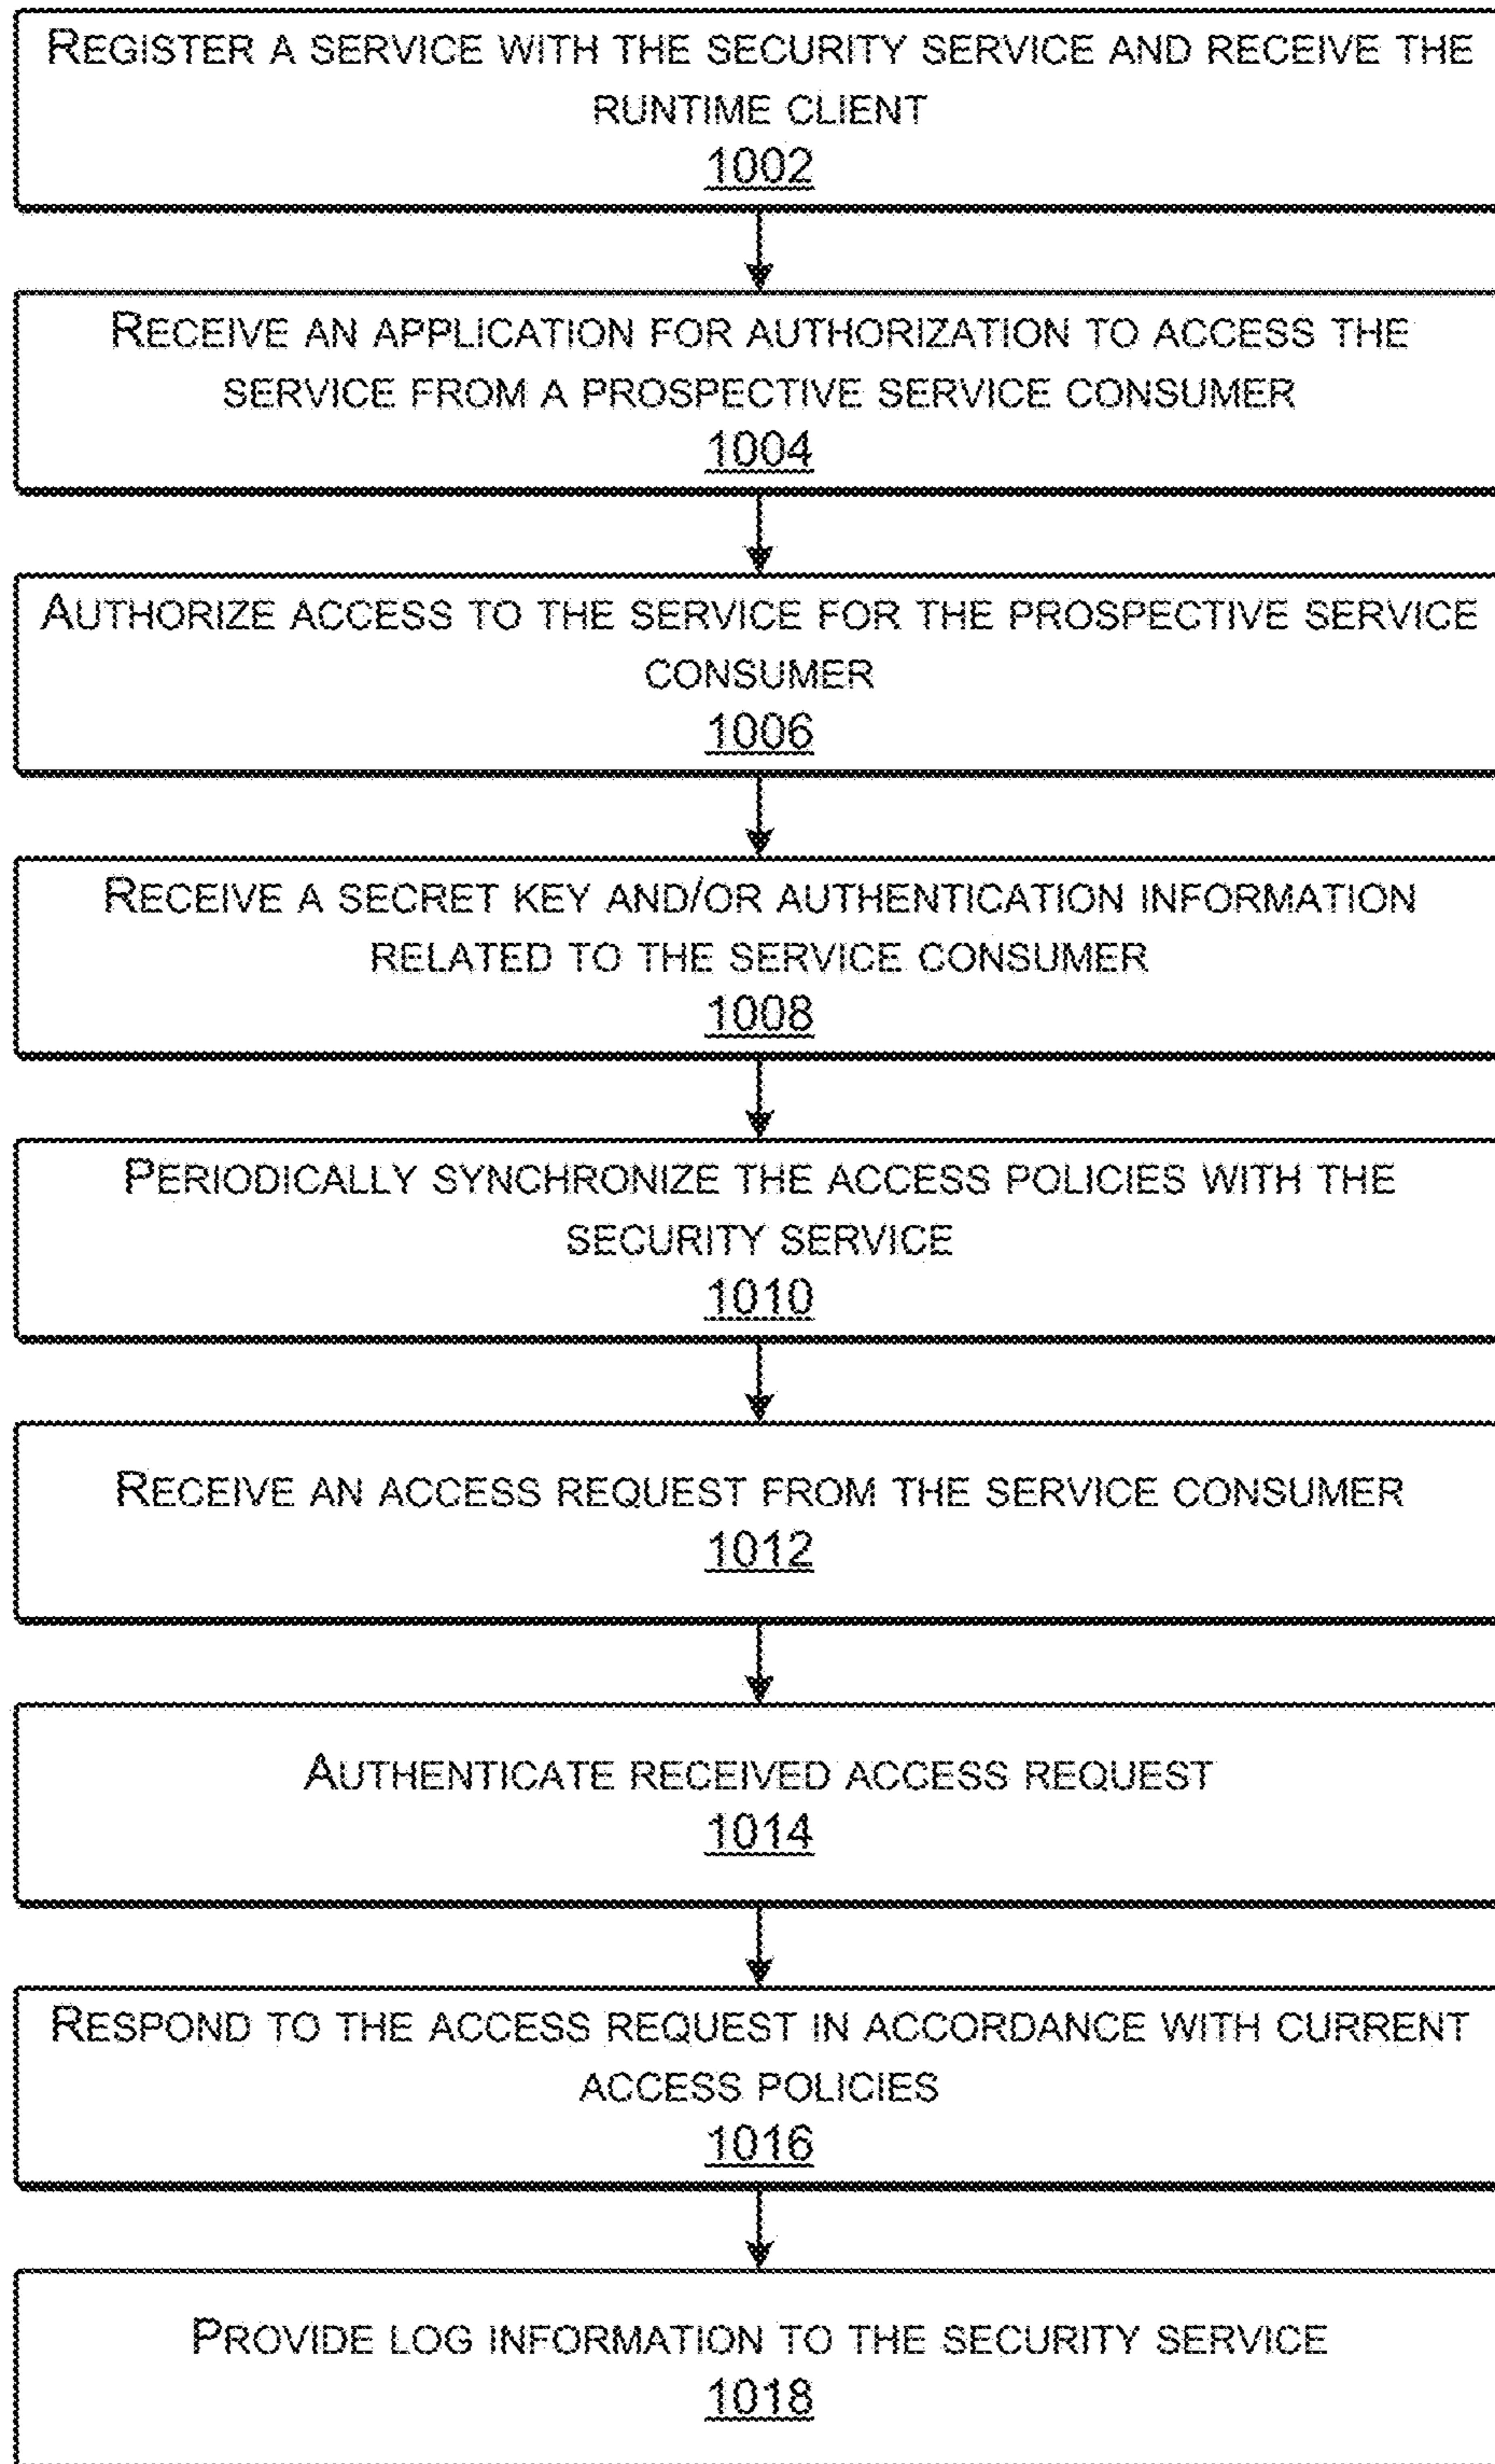 REGISTER A SERVICE WITH THE SECURITY SERVICE AND RECEIVE THE
RUNTIME CLIENT
1002
RECEIVE AN APPLICATION FOR AUTHORIZATION TO ACCESS THE
SERVICE FROM A PROSPECTIVE SERVICE CONSUMER
1004
AUTHORIZE ACCESS TO THE SERVICE FOR THE PROSPECTIVE SERVICE
CONSUMER
1006
RECEIVE A SECRET KEY AND/OR AUTHENTICATION INFORMATION
RELATED TO THE SERVICE CONSUMER
1008
PERIODICALLY SYNCHRONIZE THE ACCESS POLICIES WITH THE
SECURITY SERVICE
1010
RECEIVE AN ACCESS REQUEST FROM THE SERVICE CONSUMER
1012
AUTHENTICATE RECEIVED ACCESS REQUEST
1014
RESPOND TO THE ACCESS REQUEST IN ACCORDANCE WITH CURRENT
ACCESS POLICIES
1016
PROVIDE LOG INFORMATION TO THE SECURITY SERVICE
1018